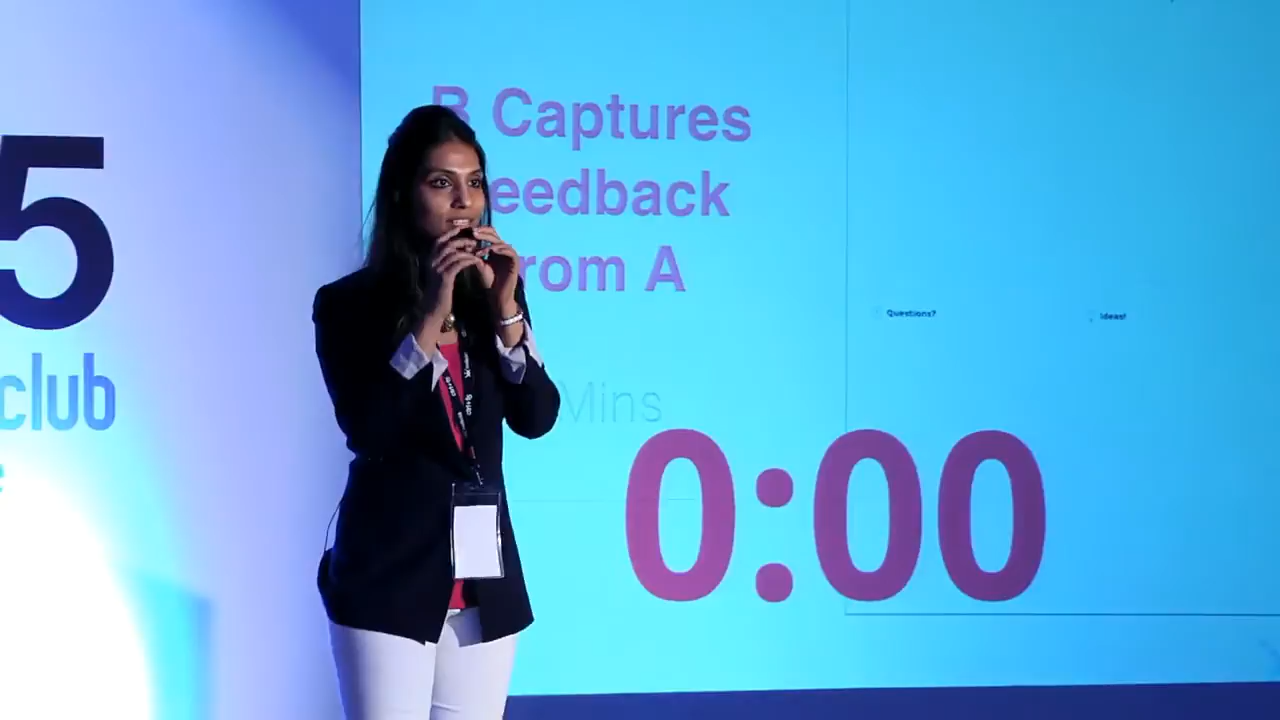 5
club
B Captures
eedback
rom A
Mins
0:00
Questions?
Ideas!